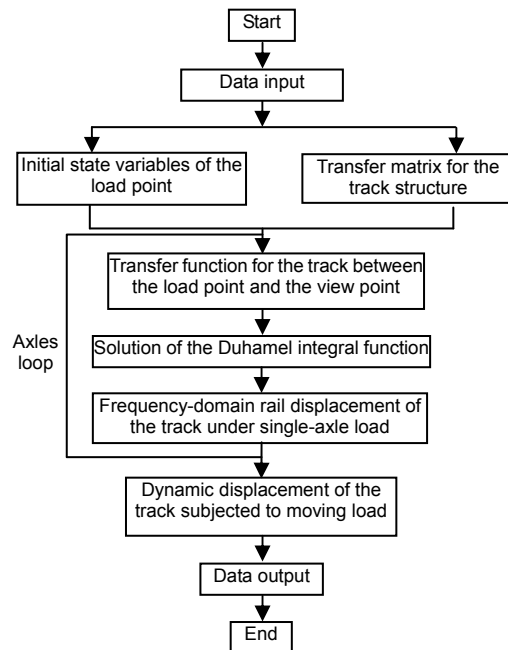 Start
Data input
Initial state variables of the
load point
Transfer matrix for the
track structure
Transfer function for the track between
the load point and the view point
Axles
loop
Solution of the Duhamel integral function
Frequency-domain rail displacement of
the track under single-axle load
Dynamic displacement of the
track subjected to moving load
Data output
End